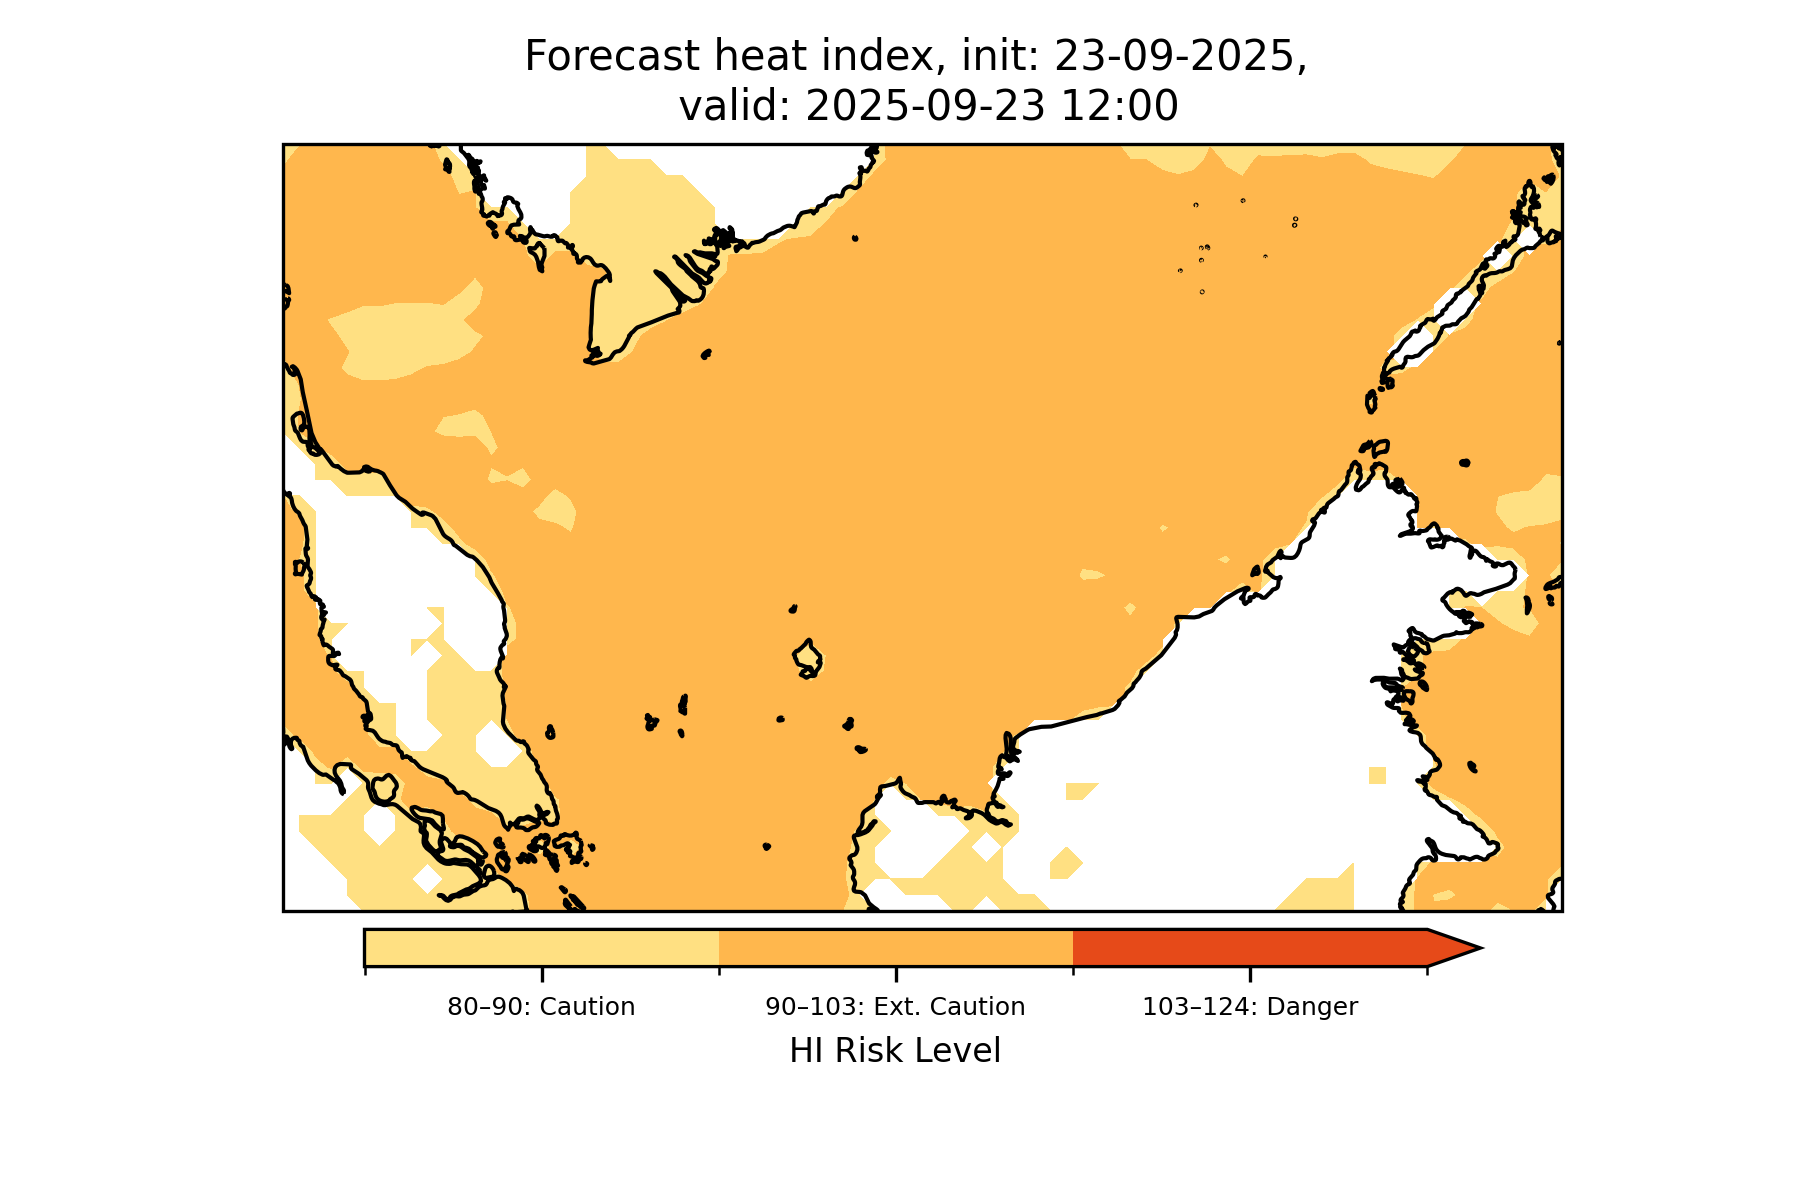 Forecast heat index, init: 23-09-2025,
valid: 2025-09-23 12:00
80–90: Caution
90–103: Ext. Caution
103–124: Danger
HI Risk Level